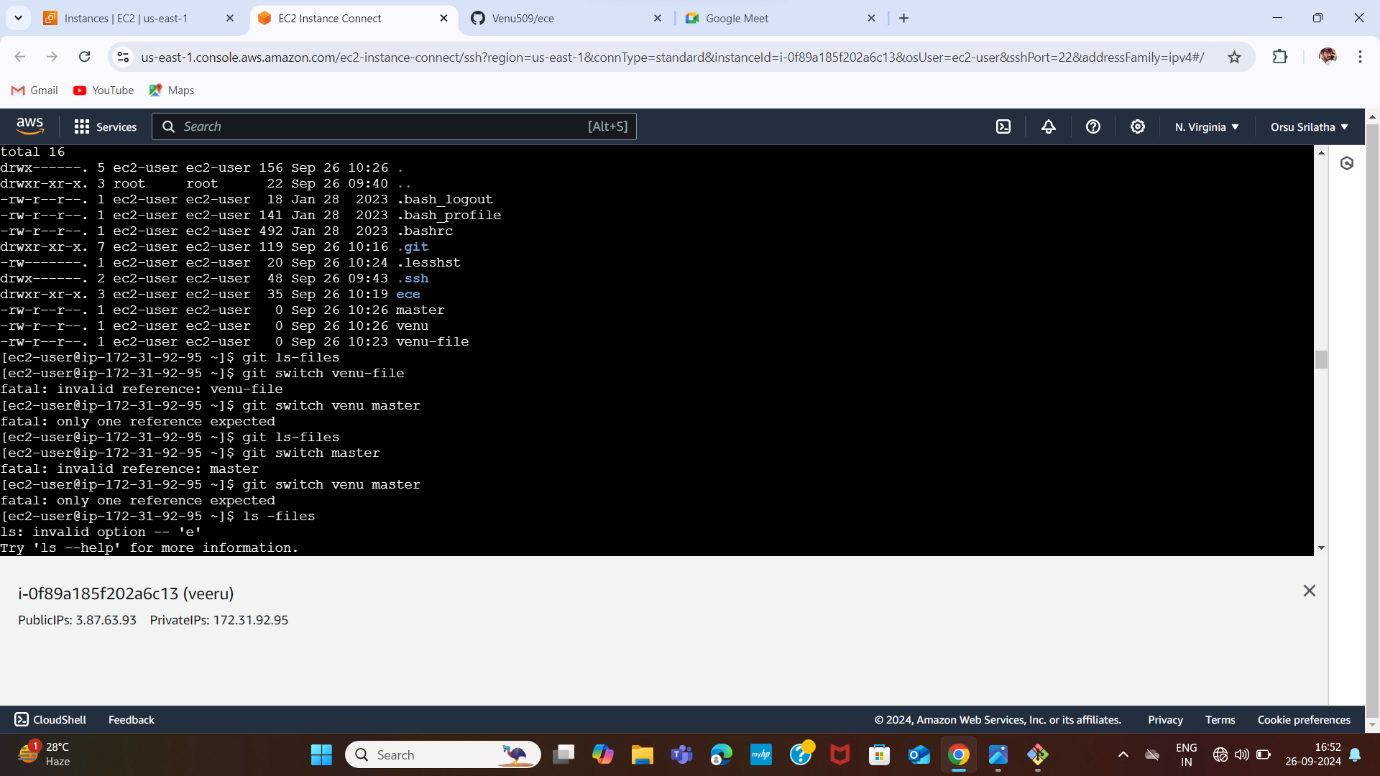 Instances | EC2 | us-east-1
EC2 Instance Connect
Venu509/ece
Google Meet
us-east-1.console.aws.amazon.com/ec2-instance-connect/ssh?region=us-east-1&connType=standard&instanceId=i-0f89a185f202a6c13&osUser=ec2-user&sshPort=22&addressFamily=ipv4#/
Gmail YouTube Maps
aws Services Search [Alt+S] N. Virginia Orsu Srilatha
total 16
drwx------. 5 ec2-user ec2-user 156 Sep 26 10:26 .
drwxr-xr-x. 3 root     root      22 Sep 26 09:40 ..
-rw-r--r--. 1 ec2-user ec2-user  18 Jan 28  2023 .bash_logout
-rw-r--r--. 1 ec2-user ec2-user 141 Jan 28  2023 .bash_profile
-rw-r--r--. 1 ec2-user ec2-user 492 Jan 28  2023 .bashrc
drwxr-xr-x. 7 ec2-user ec2-user 119 Sep 26 10:16 .git
-rw-------. 1 ec2-user ec2-user  20 Sep 26 10:24 .lesshst
drwx------. 2 ec2-user ec2-user  48 Sep 26 09:43 .ssh
drwxr-xr-x. 3 ec2-user ec2-user  35 Sep 26 10:19 ece
-rw-r--r--. 1 ec2-user ec2-user   0 Sep 26 10:26 master
-rw-r--r--. 1 ec2-user ec2-user   0 Sep 26 10:26 venu
-rw-r--r--. 1 ec2-user ec2-user   0 Sep 26 10:23 venu-file
[ec2-user@ip-172-31-92-95 ~]$ git ls-files
[ec2-user@ip-172-31-92-95 ~]$ git switch venu-file
fatal: invalid reference: venu-file
[ec2-user@ip-172-31-92-95 ~]$ git switch venu master
fatal: only one reference expected
[ec2-user@ip-172-31-92-95 ~]$ git ls-files
[ec2-user@ip-172-31-92-95 ~]$ git switch master
fatal: invalid reference: master
[ec2-user@ip-172-31-92-95 ~]$ git switch venu master
fatal: only one reference expected
[ec2-user@ip-172-31-92-95 ~]$ ls -files
ls: invalid option -- 'e'
Try 'ls --help' for more information.
i-0f89a185f202a6c13 (veeru)
PublicIPs: 3.87.63.93 PrivateIPs: 172.31.92.95
CloudShell Feedback © 2024, Amazon Web Services, Inc. or its affiliates. Privacy Terms Cookie preferences
1
28°C
Haze
Search
myhp
ENG
IN
16:52
26-09-2024